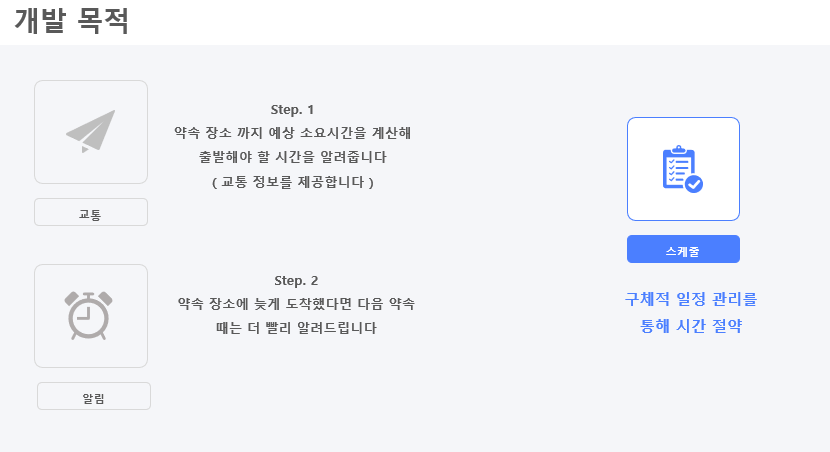 개발 목적
Step. 1
약속 장소 까지 예상 소요시간을 계산해
출발해야 할 시간을 알려줍니다
( 교통 정보를 제공합니다 )
교통
Step. 2
약속 장소에 늦게 도착했다면 다음 약속
때는 더 빨리 알려드립니다
알림
스케줄
구체적 일정 관리를
통해 시간 절약